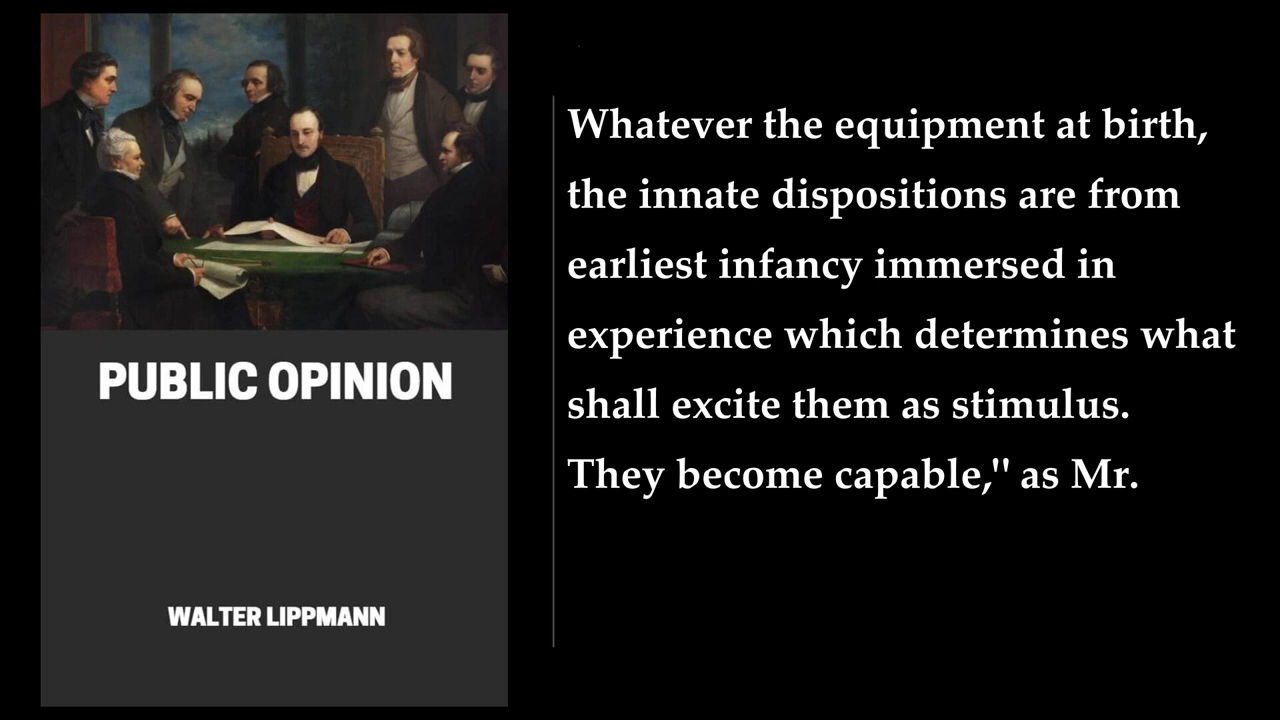 PUBLIC OPINION
WALTER LIPPMANN
Whatever the equipment at birth,
the innate dispositions are from
earliest infancy immersed in
experience which determines what
shall excite them as stimulus.
They become capable," as Mr.